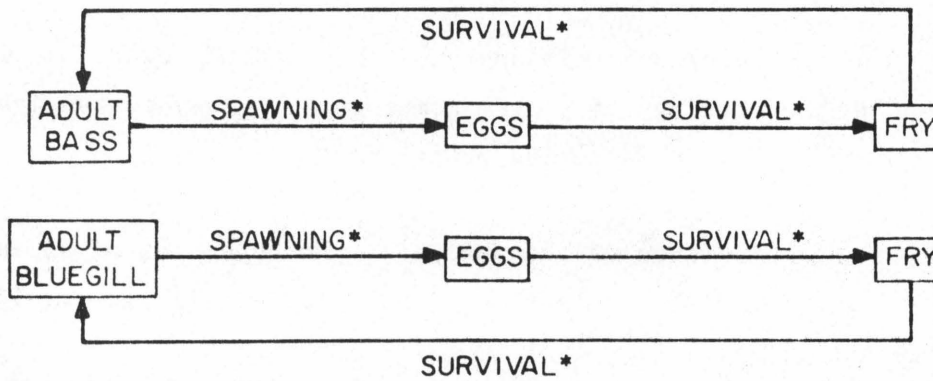 SURVIVAL*
ADULT
BASS
SPAWNING*
EGGS
SURVIVAL*
FRY
ADULT
BLUEGILL
SPAWNING*
EGGS
SURVIVAL*
FRY
SURVIVAL*